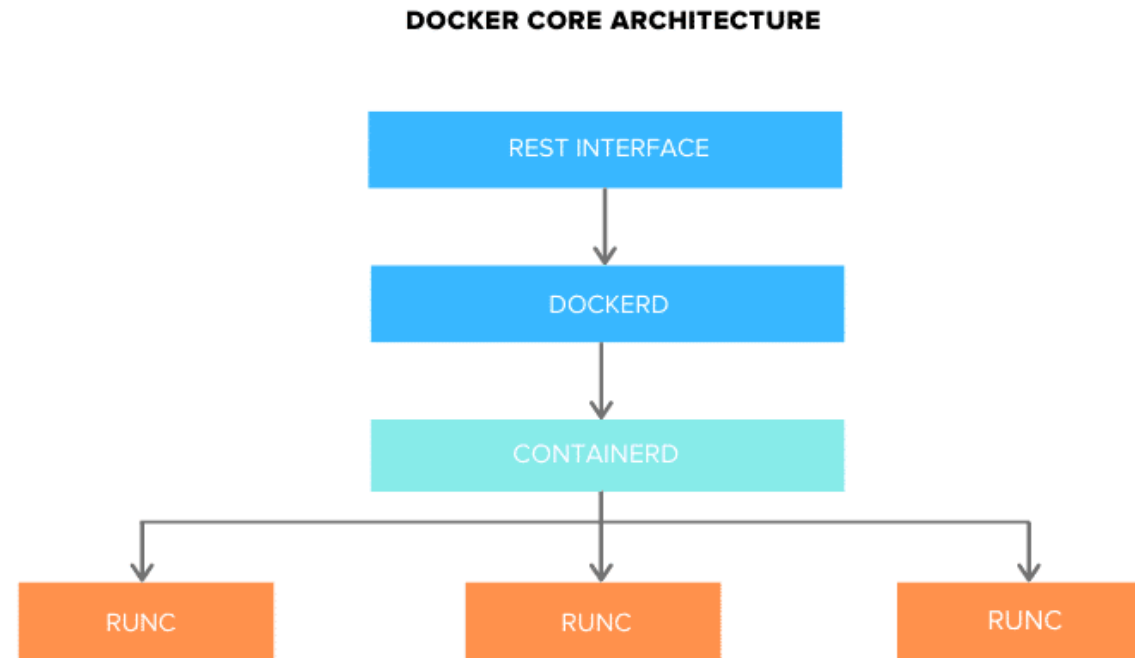 DOCKER CORE ARCHITECTURE
REST INTERFACE
DOCKERD
CONTAINERD
RUNC
RUNC
RUNC